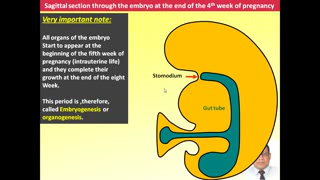 Sagittal section through the embryo at the end of the 4th week of pregnancy
Very important note:
All organs of the embryo
Start to appear at the
beginning of the fifth week of
pregnancy (intrauterine life)
and they complete their
growth at the end of the eight
Week.
This period is ,therefore,
called Embryogenesis or
organogenesis.
Stomodium
Gut tube